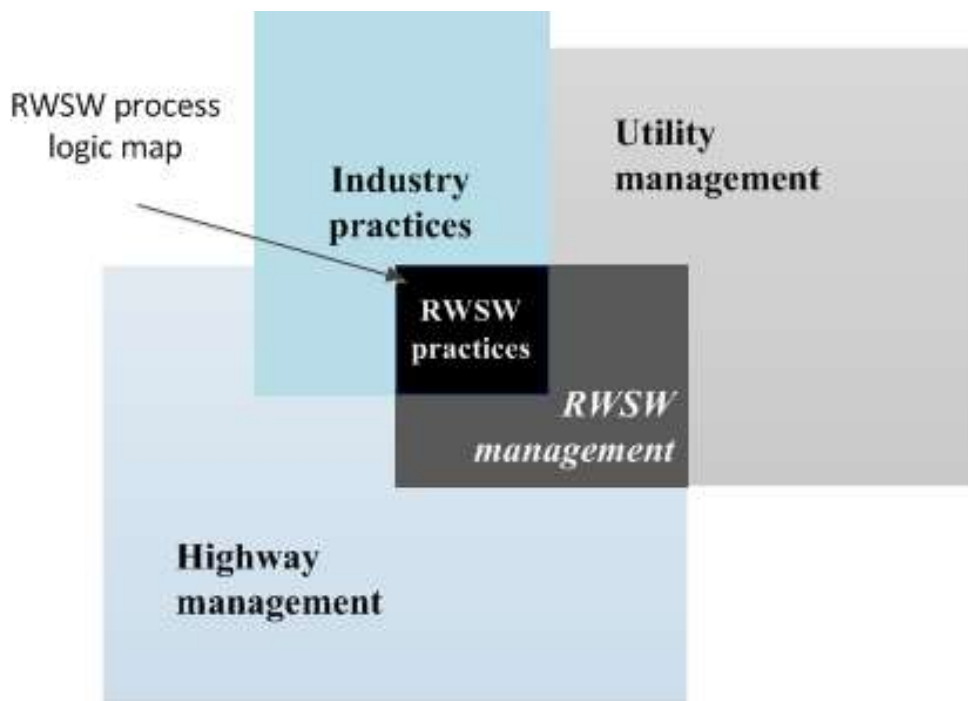 RWSW process
logic map
Industry
practices
Utility
management
RWSW
practices
RWSW
management
Highway
management